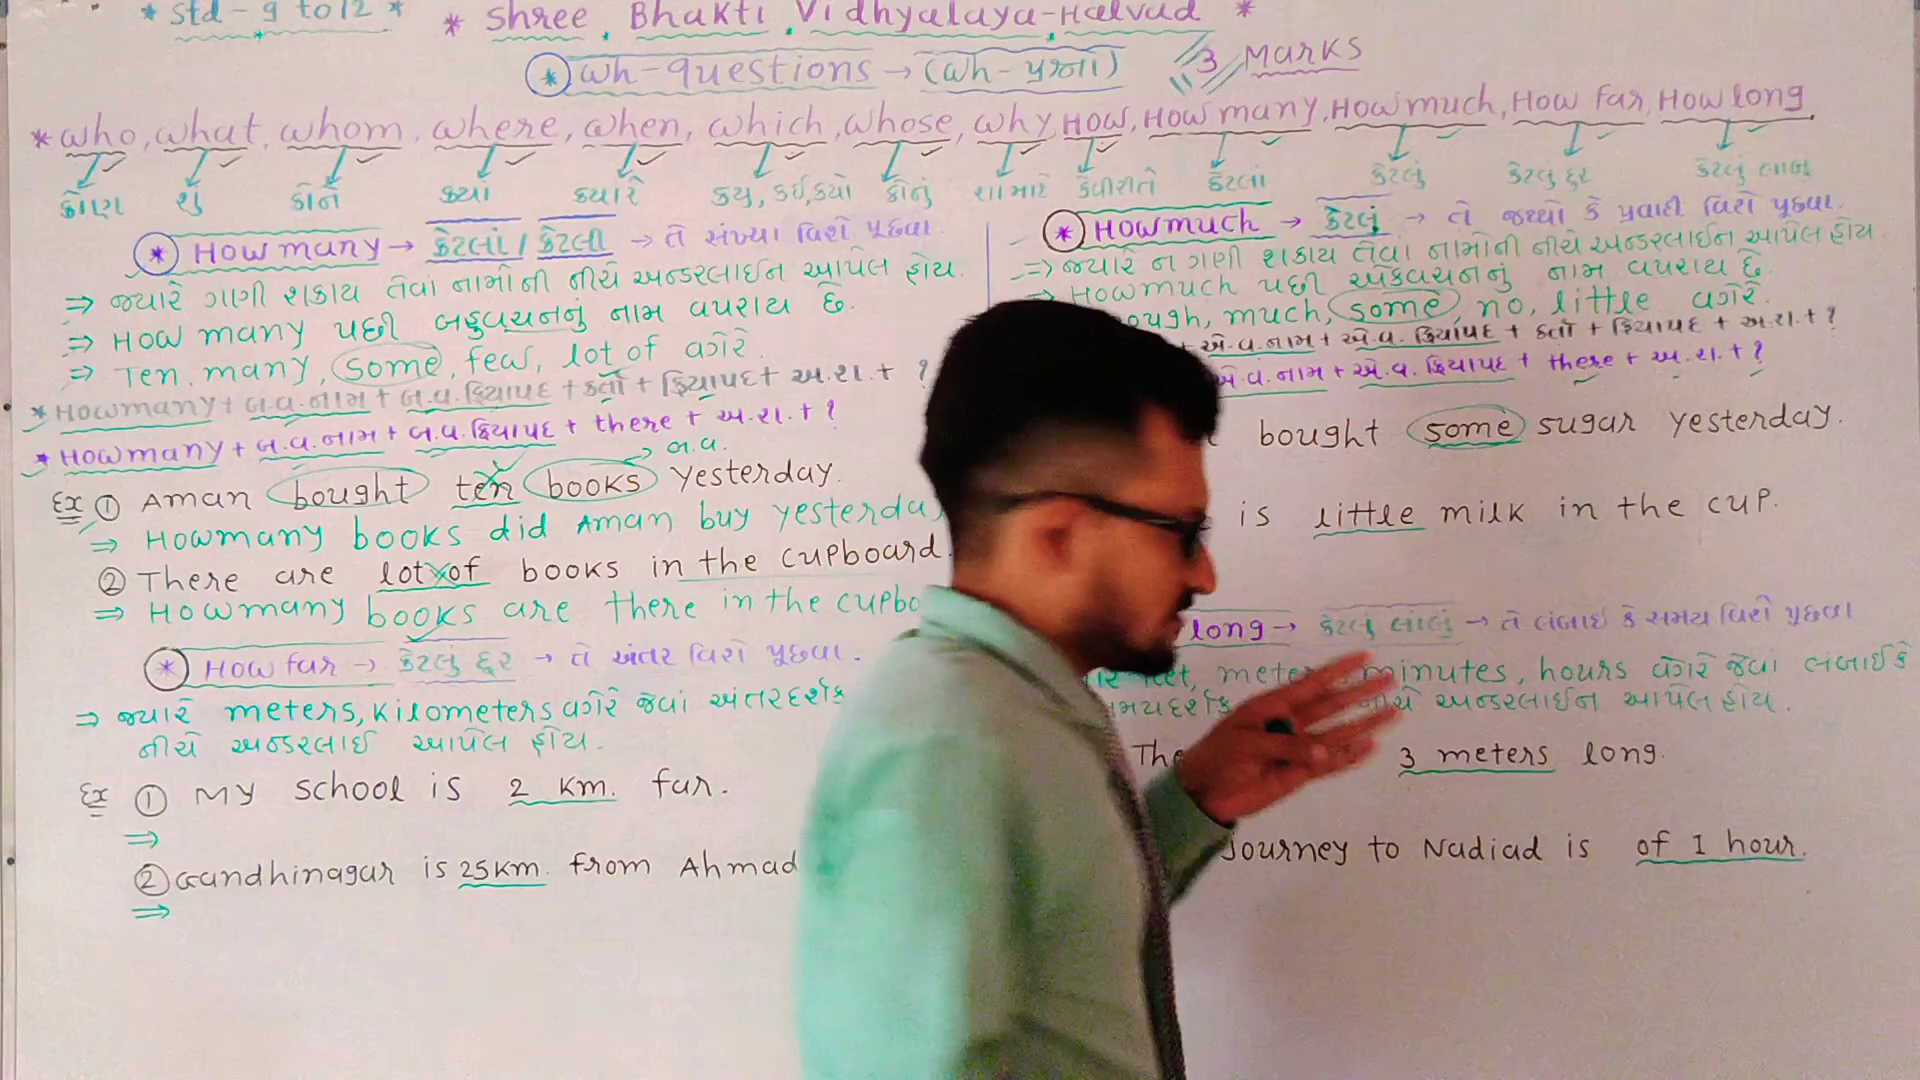 * Std - 9 to 12 *
* Shree Bhakti Vidhyalaya-Halvad *
* Wh-questions → (Wh-પ્રશ્નો) 3 Marks
* who, what, whom, where, when, which, whose, why, How, How many, How much, How far, How long
કોણ શું કોને કયાં કયારે કયુ, કઈ, કયો કોનું શા માટે કેવી રીતે કેટલાં કેટલું કેટલું દૂર કેટલું લાંબુ
* How many → કેટલાં / કેટલી → તે સંખ્યા વિશે પૂછવા
⇒ જ્યારે ગણી શકાય તેવાં નામોની નીચે અન્ડરલાઈન આપેલ હોય.
⇒ How many પછી બહુવચનનું નામ વપરાય છે.
⇒ Ten, many, some, few, lot of વગેરે
* How many + બ.વ.નામ + બ.વ. ક્રિયાપદ + કર્તા + ક્રિયાપદ + અ.શ. + ?
* How many + બ.વ.નામ + બ.વ. ક્રિયાપદ + there + અ.શ. + ?
બ.વ.
Ex ① Aman bought ten books yesterday.
⇒ How many books did Aman buy yesterda
② There are lot of books in the cupboard.
⇒ How many books are there in the cupbo
* How far → કેટલું દૂર → તે અંતર વિશે પૂછવા.
⇒ જ્યારે meters, kilometers વગેરે જેવાં અંતરદર્શક
નીચે અન્ડરલાઈ આપેલ હોય.
Ex ① My school is 2 Km. far.
⇒
② Gandhinagar is 25Km. from Ahmad
⇒
* How much → કેટલું → તે જથ્થો કે પ્રવાહી વિશે પૂછવા.
⇒ જ્યારે ન ગણી શકાય તેવા નામોની નીચે અન્ડરલાઈન આપેલ હોય.
⇒ How much પછી એકવચનનું નામ વપરાય છે.
ough, much, some, no, little વગેરે.
+ એ.વ.નામ + એ.વ. ક્રિયાપદ + કર્તા + ક્રિયાપદ + અ.શ. + ?
એ.વ.નામ + એ.વ. ક્રિયાપદ + there + અ.શ. + ?
bought some sugar yesterday.
is little milk in the cup.
long → કેટલું લાંબું → તે લંબાઈ કે સમય વિશે પૂછવા
meter minutes, hours વગેરે જેવાં લંબાઈ કે
નીચે અન્ડરલાઈન આપેલ હોય.
The 3 meters long.
Journey to Nadiad is of 1 hour.